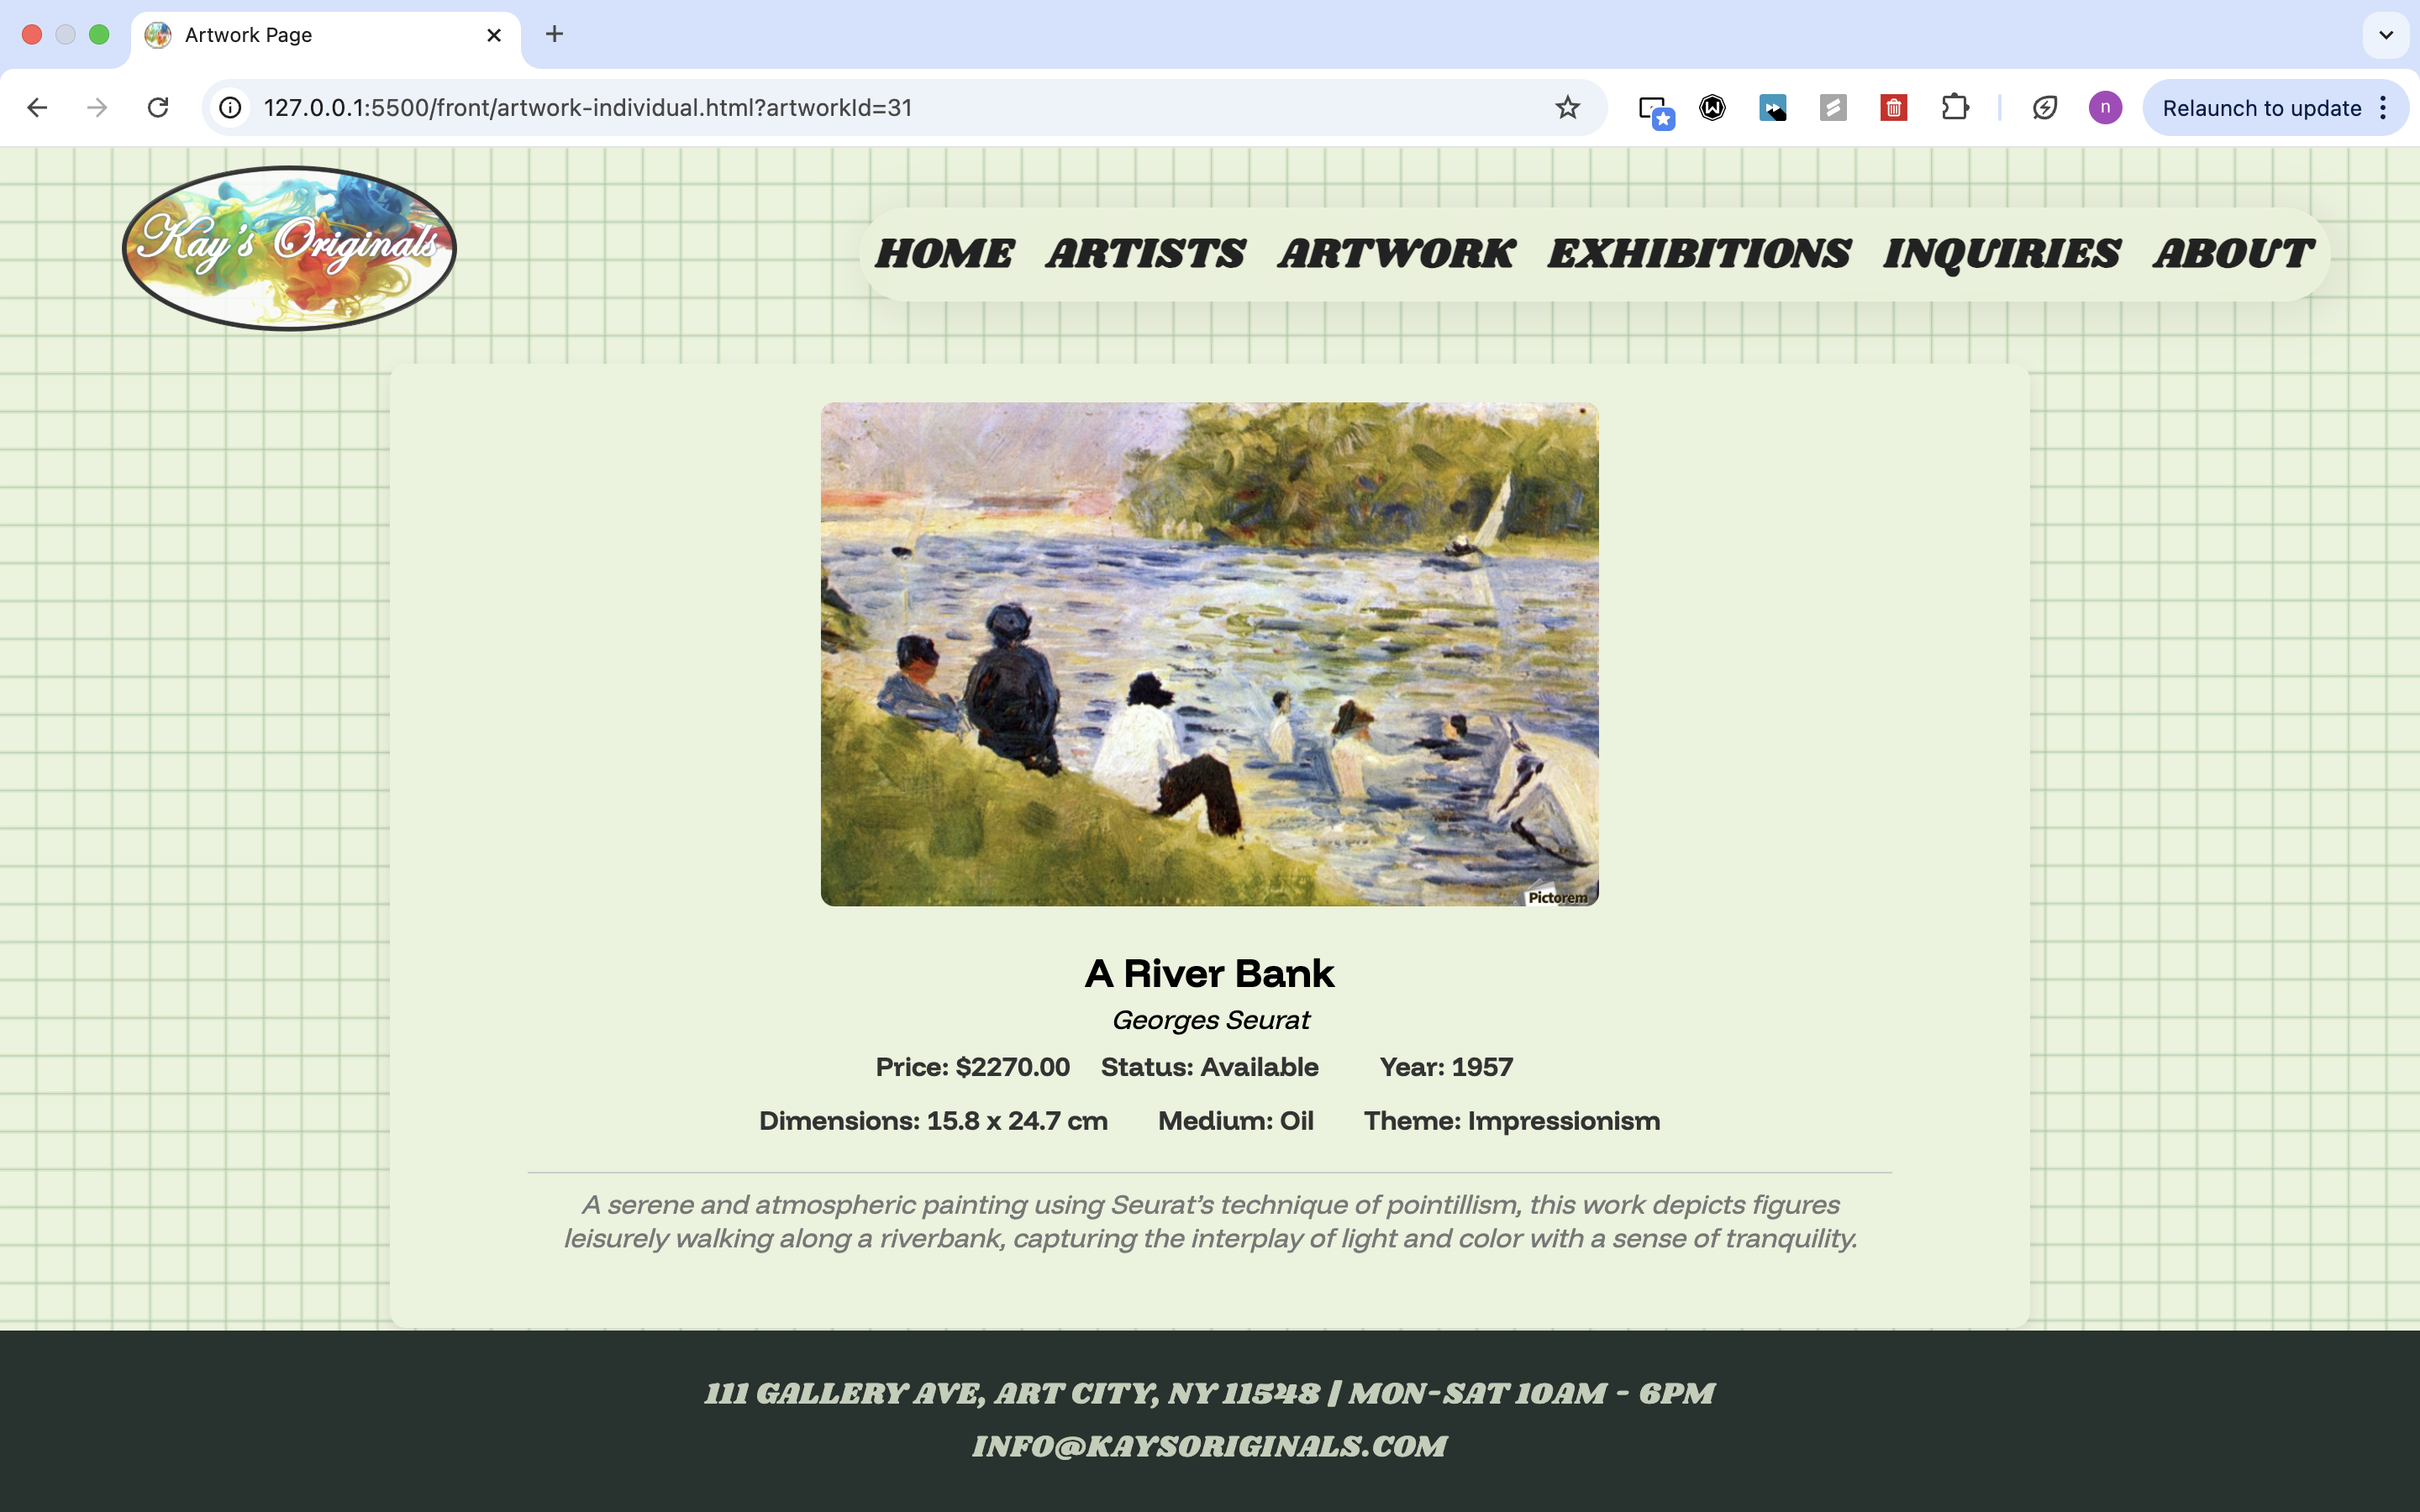 Artwork Page
127.0.0.1:5500/front/artwork-individual.html?artworkId=31
n
Relaunch to update
Kay's Originals
HOME ARTISTS ARTWORK EXHIBITIONS INQUIRIES ABOUT
Pictorem
A River Bank
Georges Seurat
Price: $2270.00 Status: Available Year: 1957
Dimensions: 15.8 x 24.7 cm Medium: Oil Theme: Impressionism
A serene and atmospheric painting using Seurat’s technique of pointillism, this work depicts figures
leisurely walking along a riverbank, capturing the interplay of light and color with a sense of tranquility.
111 GALLERY AVE, ART CITY, NY 11548 | MON-SAT 10AM - 6PM
INFO@KAYSORIGINALS.COM